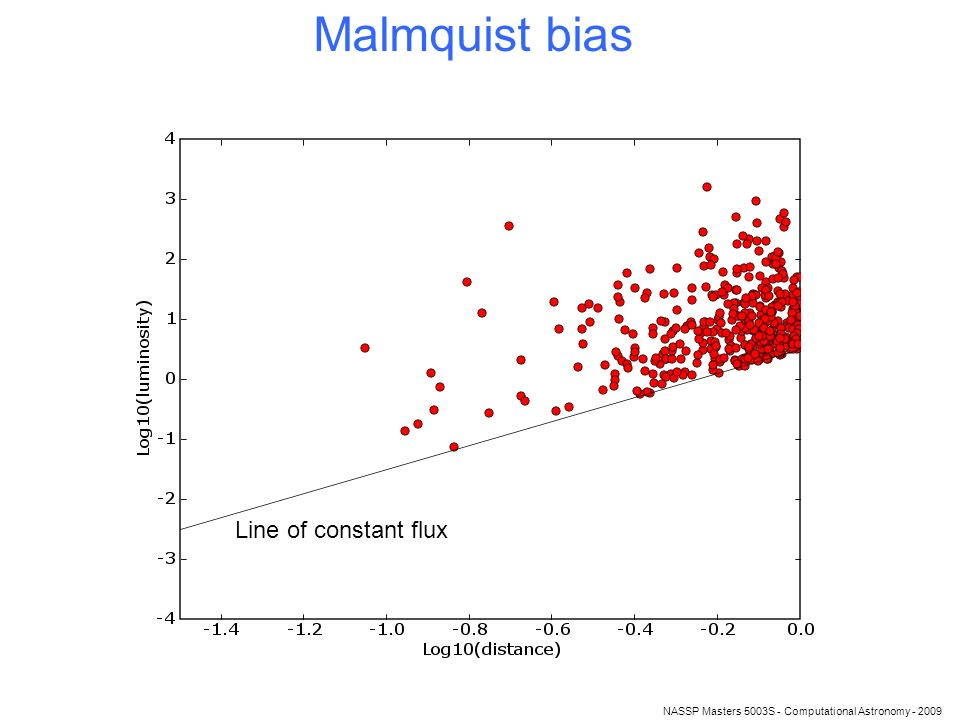 Malmquist bias
4
3
2
1
0
-1
-2
-3
-4
Log10(luminosity)
Line of constant flux
-1.4 -1.2 -1.0 -0.8 -0.6 -0.4 -0.2 0.0
Log10(distance)
NASSP Masters 5003S - Computational Astronomy - 2009